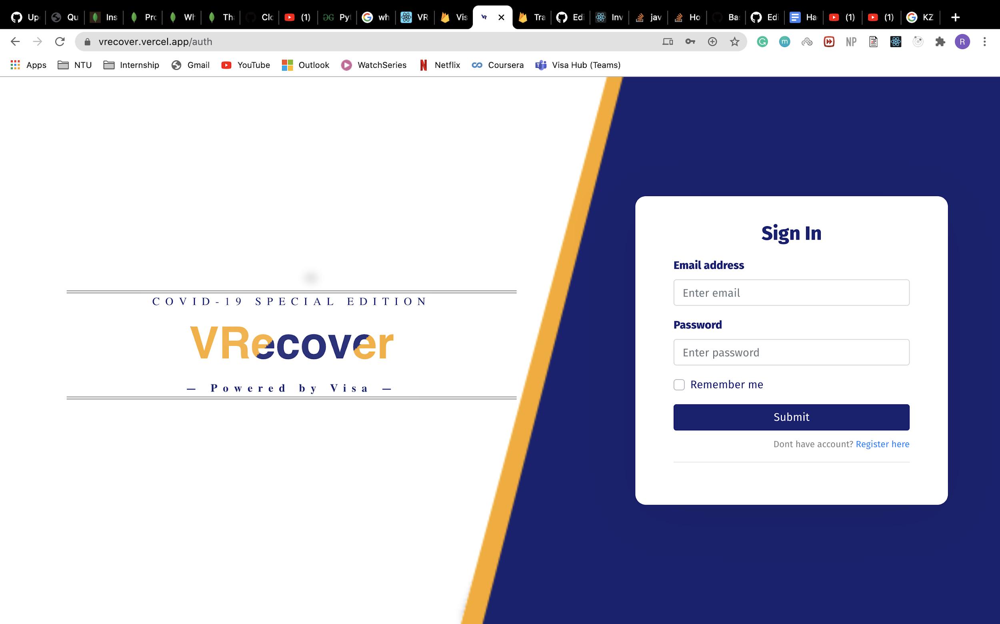 Up Qu Ins Pro Wh Th Clo (1) Py wh VR Vis Tra Edi Inv jav Ho Ba Edi Ha (1) (1) KZ
vrecover.vercel.app/auth
NP
R
Apps NTU Internship Gmail YouTube Outlook WatchSeries Netflix Coursera Visa Hub (Teams)
COVID-19 SPECIAL EDITION
VRecover
— Powered by Visa —
Sign In
Email address
Enter email
Password
Enter password
Remember me
Submit
Dont have account? Register here